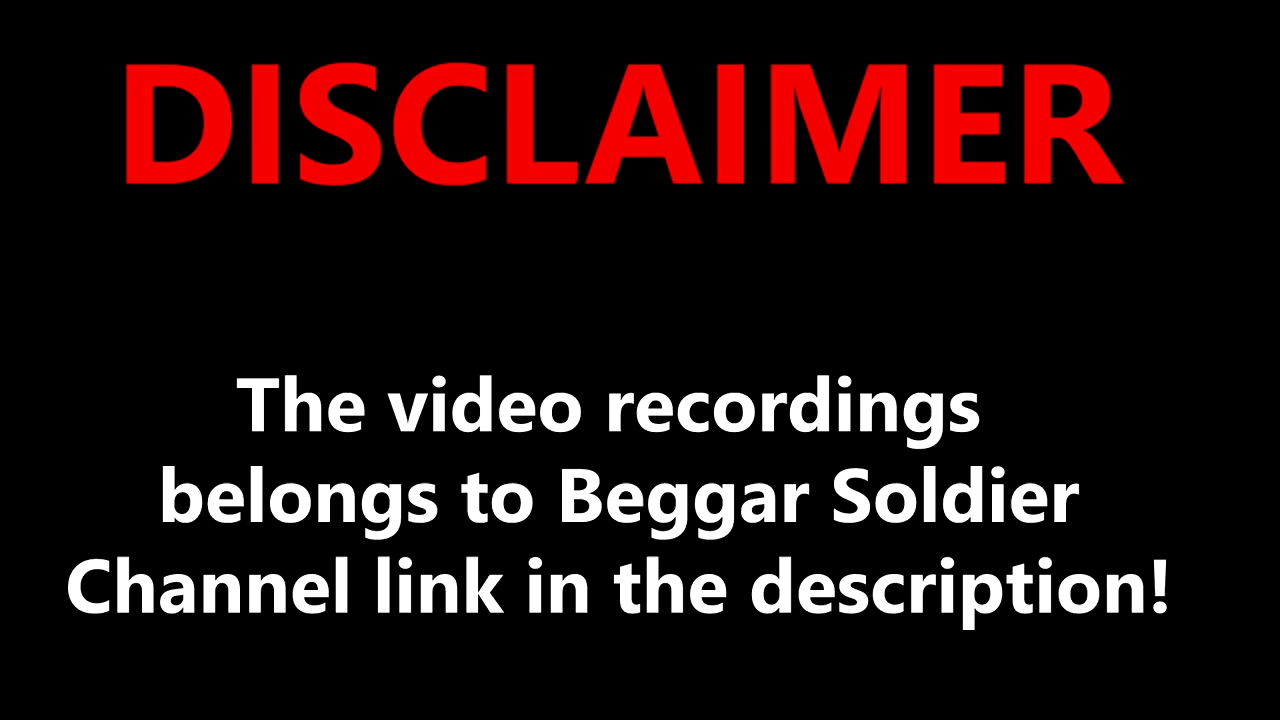 DISCLAIMER
The video recordings
belongs to Beggar Soldier
Channel link in the description!